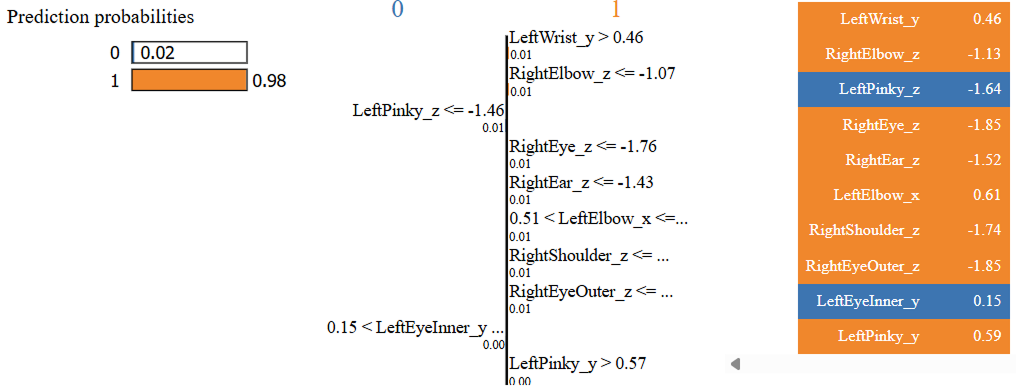 Prediction probabilities
0 0.02
1 0.98
0 1
LeftWrist_y > 0.46
0.01
RightElbow_z <= -1.07
0.01
LeftPinky_z <= -1.46
0.01
RightEye_z <= -1.76
0.01
RightEar_z <= -1.43
0.01
0.51 < LeftElbow_x <=...
0.01
RightShoulder_z <= ...
0.01
RightEyeOuter_z <= ...
0.01
0.15 < LeftEyeInner_y ...
0.00
LeftPinky_y > 0.57
0.00
LeftWrist_y 0.46
RightElbow_z -1.13
LeftPinky_z -1.64
RightEye_z -1.85
RightEar_z -1.52
LeftElbow_x 0.61
RightShoulder_z -1.74
RightEyeOuter_z -1.85
LeftEyeInner_y 0.15
LeftPinky_y 0.59